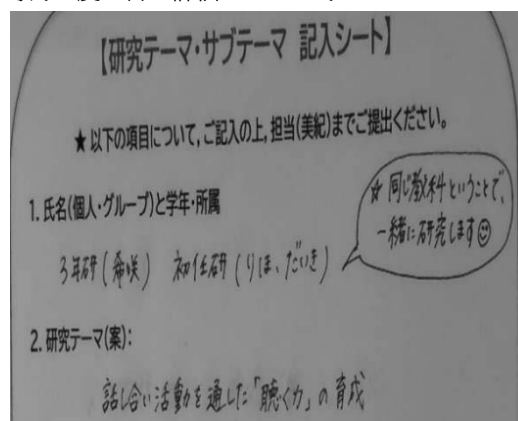 【研究テーマ・サブテーマ 記入シート】
★以下の項目について,ご記入の上,担当(美紀)までご提出ください。
1. 氏名(個人・グループ)と学年・所属
☆ 同じ教科ということで、
一緒に研究します☺
3年研(希咲) 初任研(りほ、だいき)
2. 研究テーマ(案):
話し合い活動を通した「聴く力」の育成